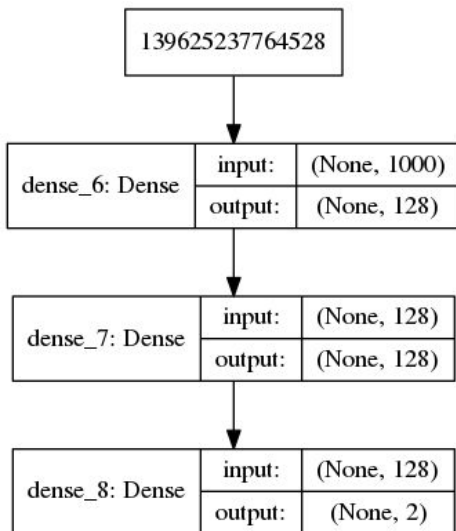 139625237764528
dense_6: Dense
input: (None, 1000)
output: (None, 128)
dense_7: Dense
input: (None, 128)
output: (None, 128)
dense_8: Dense
input: (None, 128)
output: (None, 2)